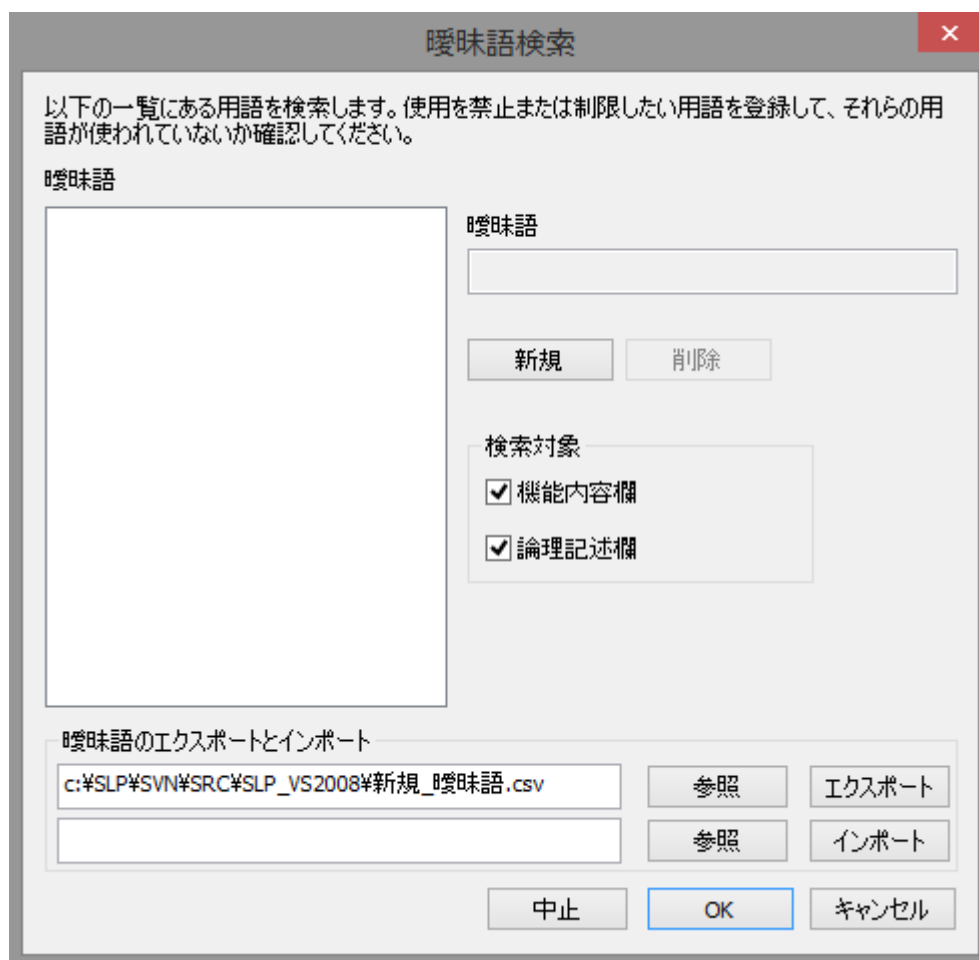 曖昧語検索
以下の一覧にある用語を検索します。使用を禁止または制限したい用語を登録して、それらの用
語が使われていないか確認してください。
曖昧語
曖昧語
新規
削除
検索対象
機能内容欄
論理記述欄
曖昧語のエクスポートとインポート
c:¥SLP¥SVN¥SRC¥SLP_VS2008¥新規_曖昧語.csv
参照
エクスポート
参照
インポート
中止
OK
キャンセル